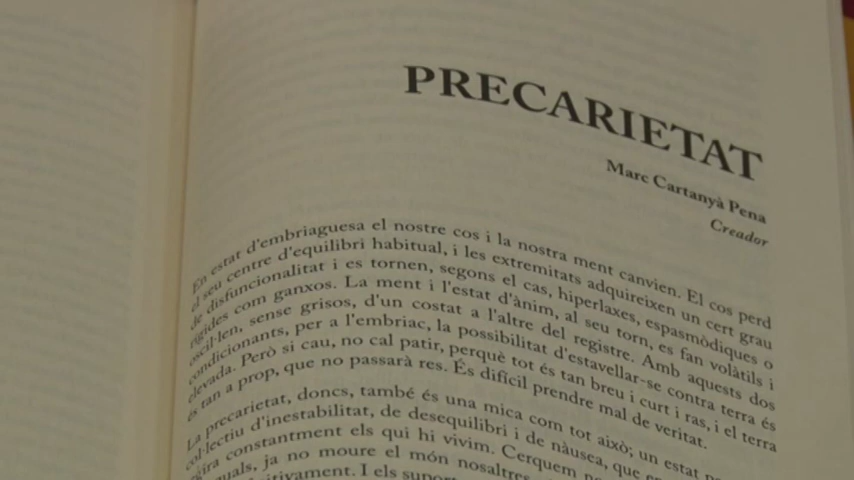 PRECARIETAT
Marc Cartanyà Pena
Creador
En estat d'embriaguesa el nostre cos i la nostra ment canvien. El cos perd
el seu centre d'equilibri habitual, i les extremitats adquireixen un cert grau
de disfuncionalitat i es tornen, segons el cas, hiperlaxes, espasmòdiques o
rígides com ganxos. La ment i l'estat d'ànim, al seu torn, es fan volàtils i
oscil·len, sense grisos, d'un costat a l'altre del registre. Amb aquests dos
condicionants, per a l'embriac, la possibilitat d'estavellar-se contra terra és
elevada. Però si cau, no cal patir, perquè tot és tan breu i curt i ras, i el terra
és tan a prop, que no passarà res. És difícil prendre mal de veritat.
La precarietat, doncs, també és una mica com tot això; un estat
col·lectiu d'inestabilitat, de desequilibri i de nàusea, que
gira constantment els qui hi vivim. Cerquem
ja no moure el món nosaltres
I els